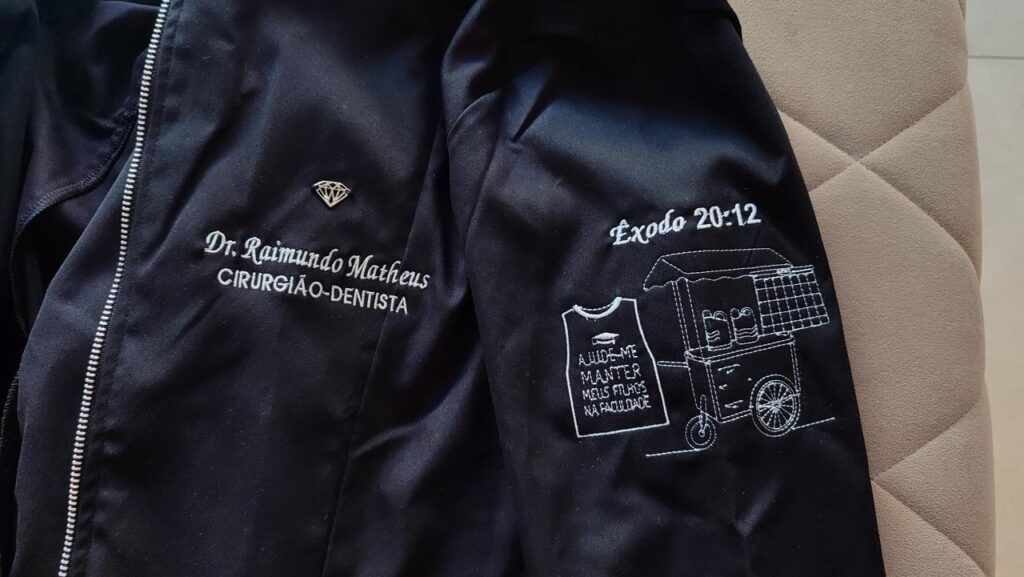 Dr. Raimundo Matheus
CIRURGIÃO-DENTISTA
Êxodo 20:12
AJUDE-ME
MANTER
MEUS FILHOS
NA FACULDADE